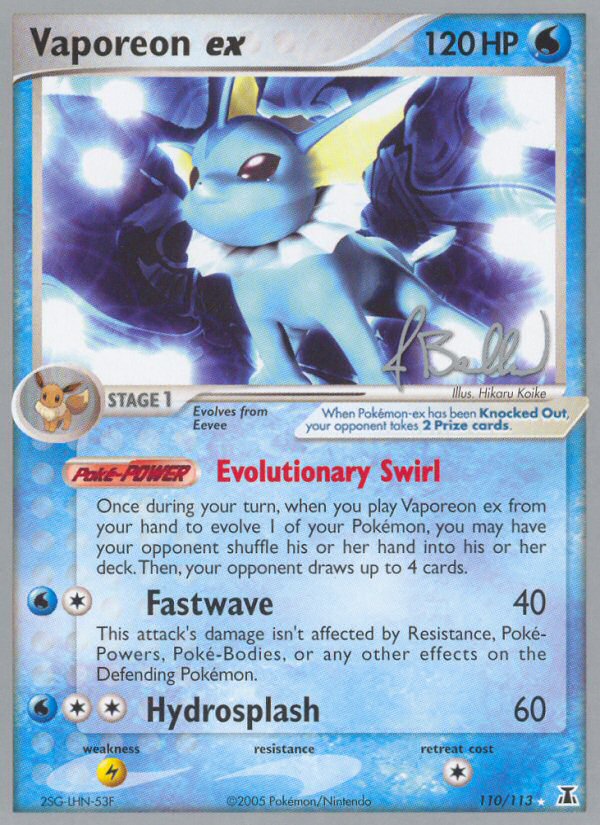 Vaporeon ex 120 HP
Illus. Hikaru Koike
STAGE 1
Evolves from
Eevee
When Pokémon-ex has been Knocked Out,
your opponent takes 2 Prize cards.
Poké-POWER Evolutionary Swirl
Once during your turn, when you play Vaporeon ex from
your hand to evolve 1 of your Pokémon, you may have
your opponent shuffle his or her hand into his or her
deck. Then, your opponent draws up to 4 cards.
Fastwave 40
This attack's damage isn't affected by Resistance, Poké-
Powers, Poké-Bodies, or any other effects on the
Defending Pokémon.
Hydrosplash 60
weakness resistance retreat cost
2SG-LHN-53F ©2005 Pokémon/Nintendo 110/113